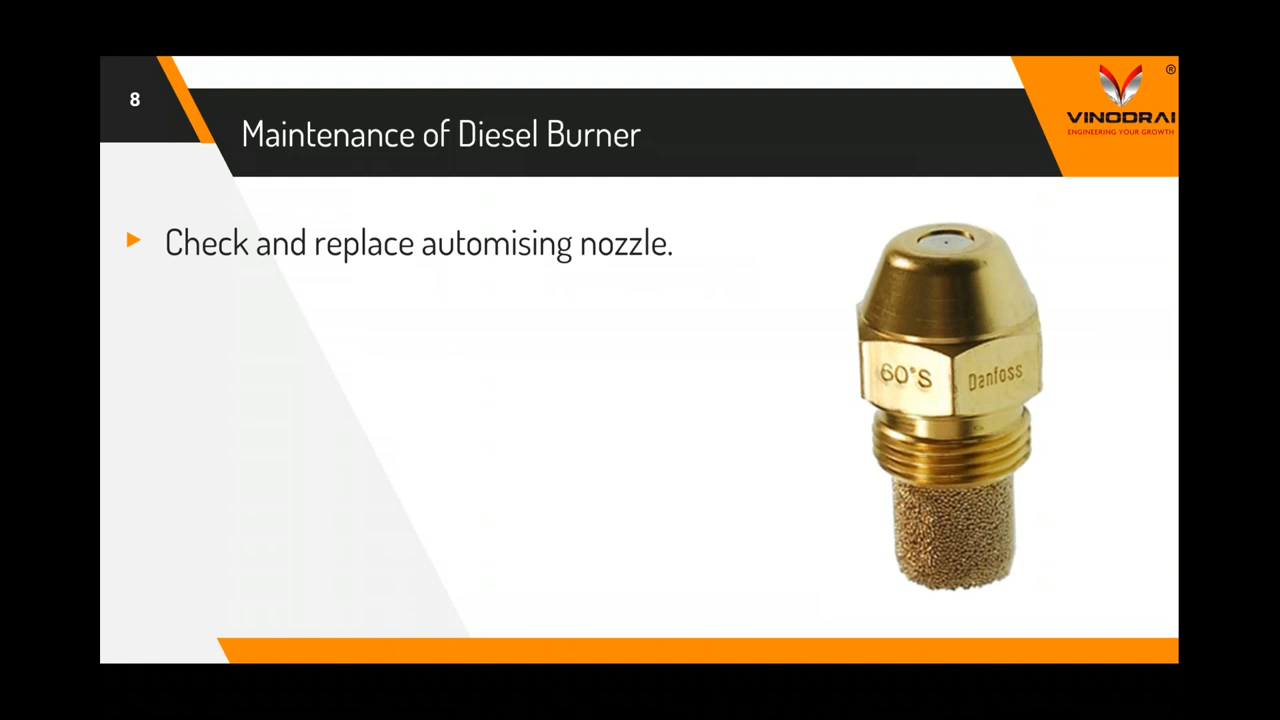 8
Maintenance of Diesel Burner
®
VINODRAI
ENGINEERING YOUR GROWTH
Check and replace automising nozzle.
60°S Danfoss